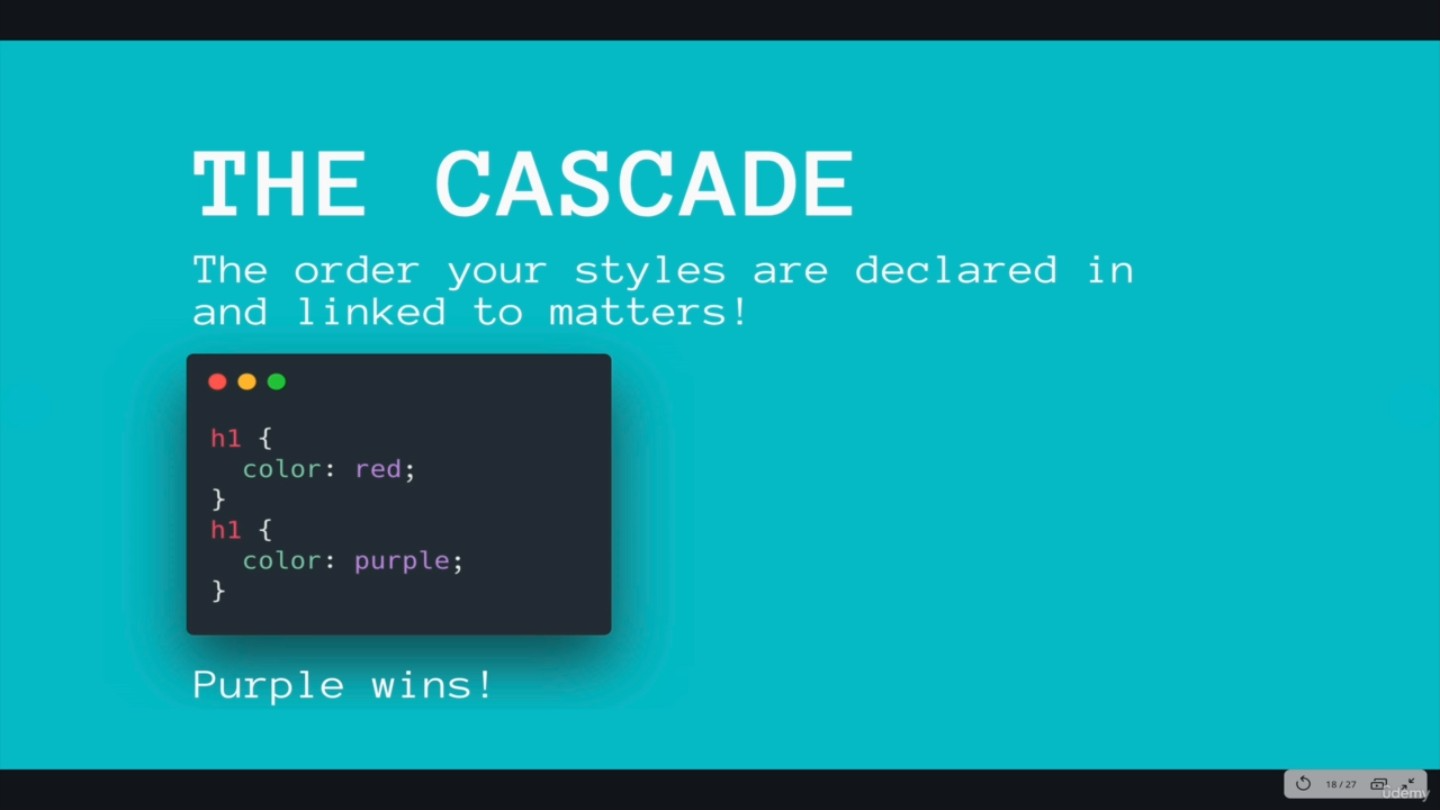 THE CASCADE
The order your styles are declared in
and linked to matters!
h1 {
  color: red;
}
h1 {
  color: purple;
}
Purple wins!
18/27
ûdemy